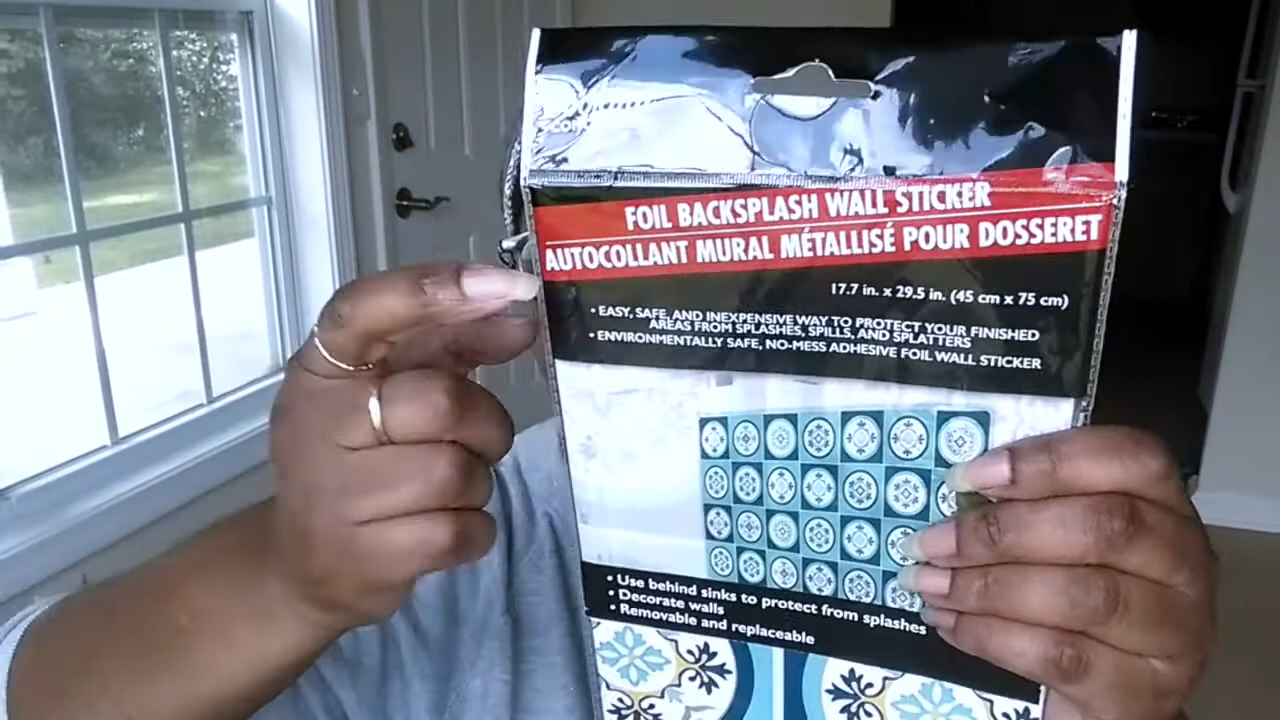 FOIL BACKSPLASH WALL STICKER
AUTOCOLLANT MURAL MÉTALLISÉ POUR DOSSERET
17.7 in. x 29.5 in. (45 cm x 75 cm)
• EASY, SAFE, AND INEXPENSIVE WAY TO PROTECT YOUR FINISHED
AREAS FROM SPLASHES, SPILLS, AND SPLATTERS
• ENVIRONMENTALLY SAFE, NO-MESS ADHESIVE FOIL WALL STICKER
• Use behind sinks to protect from splashes
• Decorate walls
• Removable and replaceable